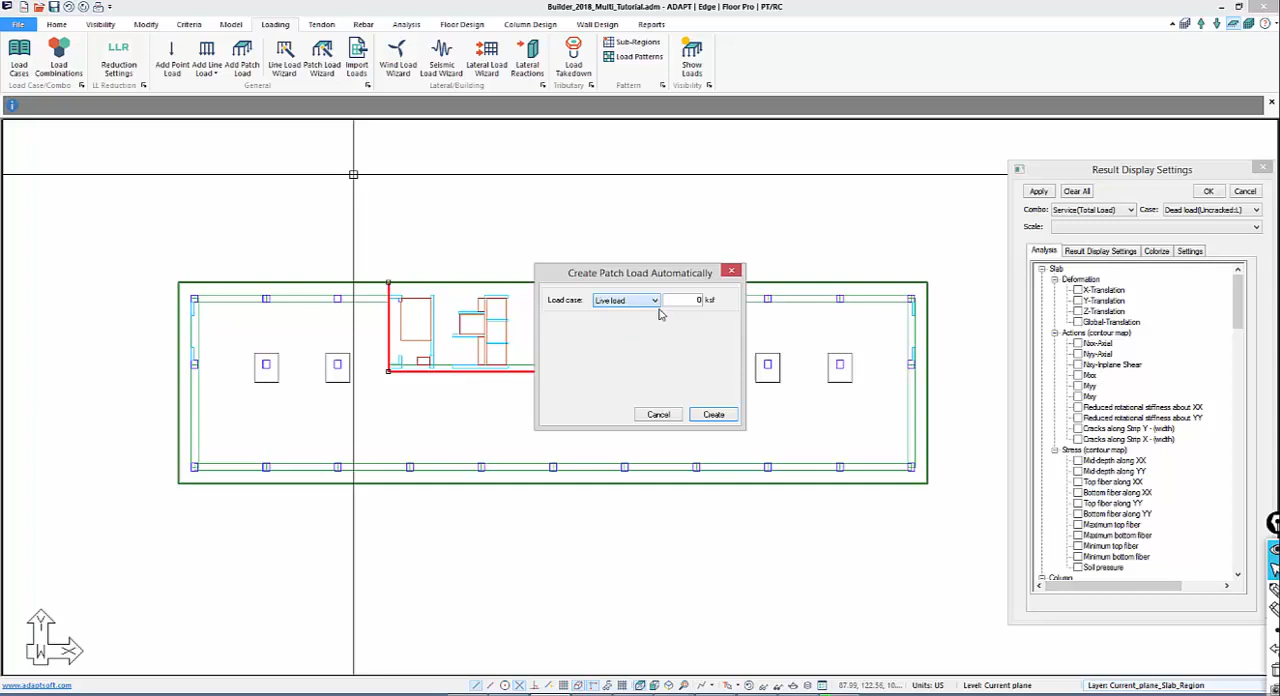 Builder_2018_Multi_Tutorial.adm - ADAPT | Edge | Floor Pro | PT/RC
File Home Visibility Modify Criteria Model Loading Tendon Rebar Analysis Floor Design Column Design Wall Design Reports
Load Cases
Load Combinations
LLR
Reduction Settings
Add Point Load
Add Line Load
Add Patch Load
Line Load Wizard
Patch Load Wizard
Import Loads
Wind Load Wizard
Seismic Load Wizard
Lateral Load Wizard
Lateral Reactions
Load Takedown
Sub-Regions
Load Patterns
Show Loads
Load Case/Combo LL Reduction General Lateral/Building Tributary Pattern Visibility
Create Patch Load Automatically
Load case: Live load 0 ksf
Cancel Create
Result Display Settings
Apply Clear All OK Cancel
Combo: Service(Total Load) Case: Dead load(Uncracked:L)
Scale:
Analysis Result Display Settings Colorize Settings
Slab
Deformation
X-Translation
Y-Translation
Z-Translation
Global-Translation
Actions (contour map)
Nxx-Axial
Nyy-Axial
Nxy-Inplane Shear
Mxx
Myy
Mxy
Reduced rotational stiffness about XX
Reduced rotational stiffness about YY
Cracks along Strip Y - (width)
Cracks along Strip X - (width)
Stress (contour map)
Mid-depth along XX
Mid-depth along YY
Top fiber along XX
Bottom fiber along XX
Top fiber along YY
Bottom fiber along YY
Maximum top fiber
Maximum bottom fiber
Minimum top fiber
Minimum bottom fiber
Soil pressure
Column
Y
W X
www.adaptsoft.com
87.99, 122.56, 10... Units: US Level: Current plane Layer: Current_plane_Slab_Region